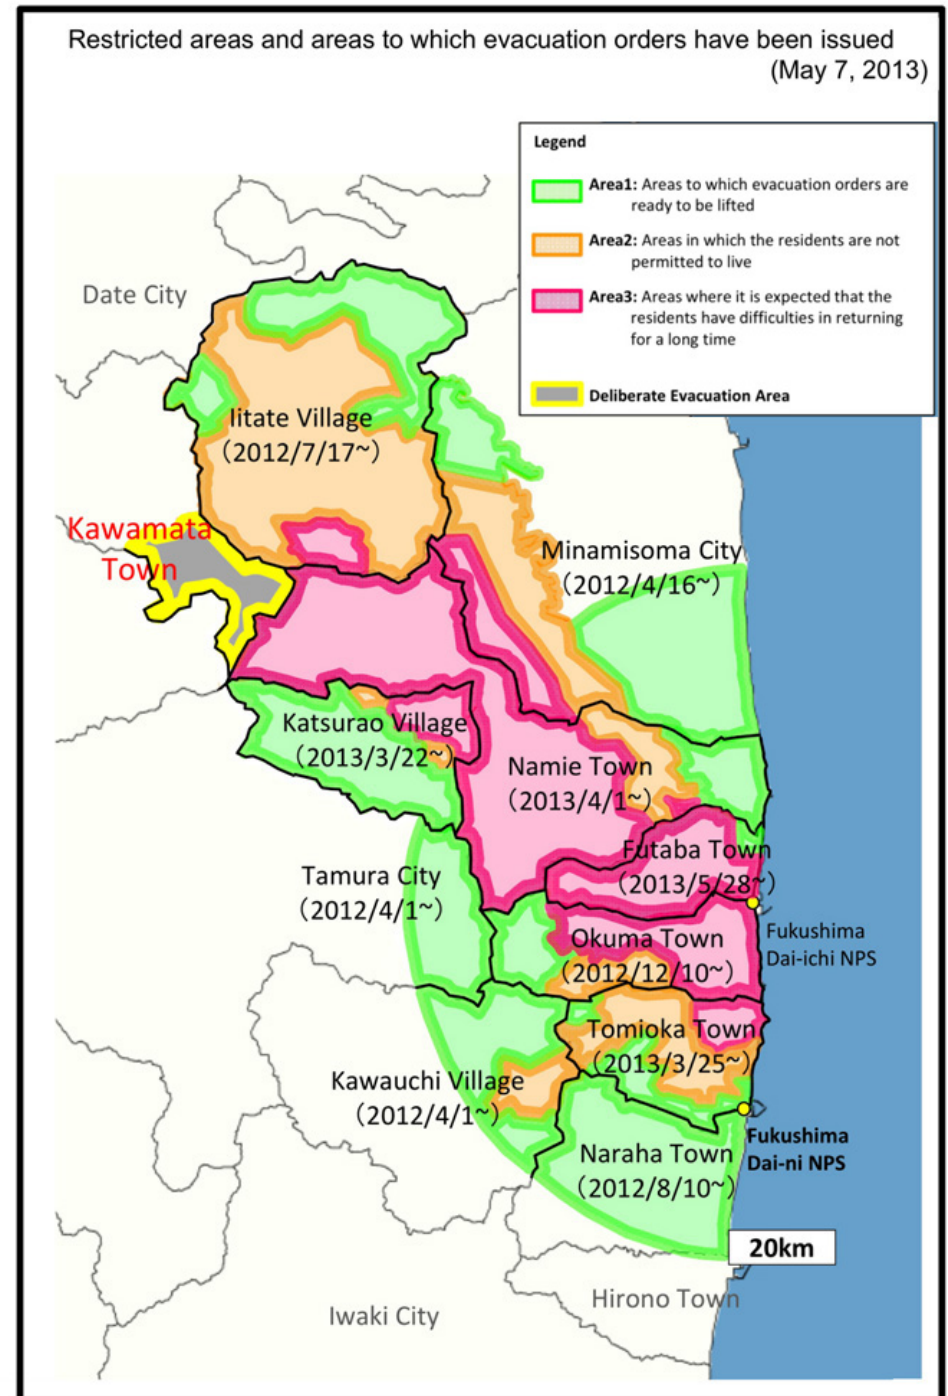 Restricted areas and areas to which evacuation orders have been issued
(May 7, 2013)
Legend
Area1: Areas to which evacuation orders are
ready to be lifted
Area2: Areas in which the residents are not
permitted to live
Area3: Areas where it is expected that the
residents have difficulties in returning
for a long time
Deliberate Evacuation Area
Date City
Iitate Village
(2012/7/17~)
Kawamata
Town
Minamisoma City
(2012/4/16~)
Katsurao Village
(2013/3/22~)
Namie Town
(2013/4/1~)
Futaba Town
(2013/5/28~)
Tamura City
(2012/4/1~)
Okuma Town
(2012/12/10~)
Fukushima
Dai-ichi NPS
Tomioka Town
(2013/3/25~)
Kawauchi Village
(2012/4/1~)
Fukushima
Dai-ni NPS
Naraha Town
(2012/8/10~)
20km
Hirono Town
Iwaki City